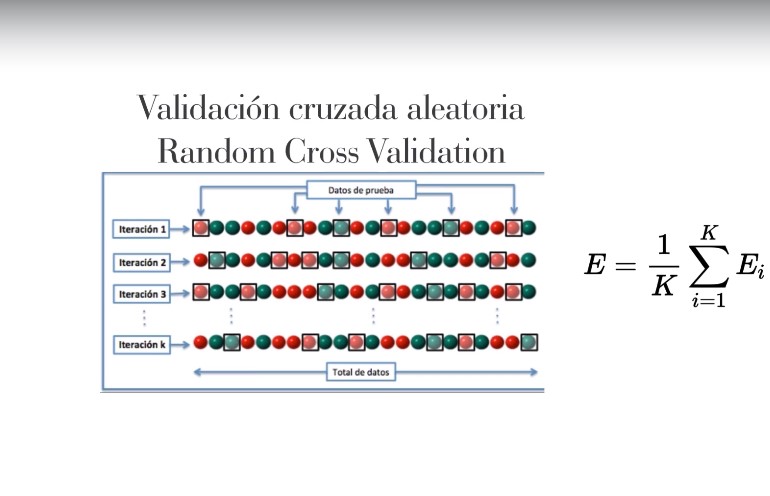 Validación cruzada aleatoria
Random Cross Validation
Datos de prueba
Iteración 1
Iteración 2
Iteración 3
Iteración k
Total de datos
E = \frac{1}{K} \sum_{i=1}^{K} E_i